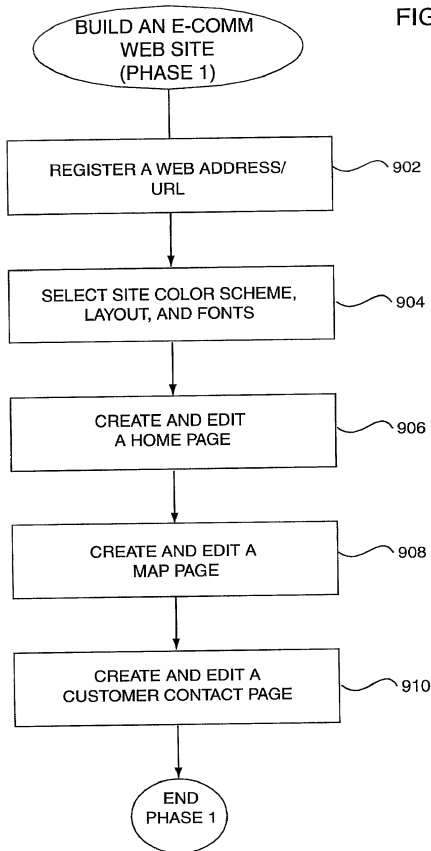 FIG
BUILD AN E-COMM
WEB SITE
(PHASE 1)
REGISTER A WEB ADDRESS/
URL
902
SELECT SITE COLOR SCHEME,
LAYOUT, AND FONTS
904
CREATE AND EDIT
A HOME PAGE
906
CREATE AND EDIT A
MAP PAGE
908
CREATE AND EDIT A
CUSTOMER CONTACT PAGE
910
END
PHASE 1